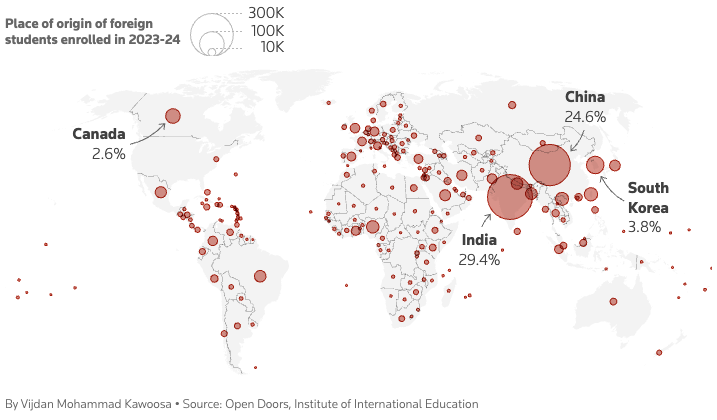 Place of origin of foreign
students enrolled in 2023-24
300K
100K
10K
China
24.6%
Canada
2.6%
South
Korea
3.8%
India
29.4%
By Vijdan Mohammad Kawoosa • Source: Open Doors, Institute of International Education